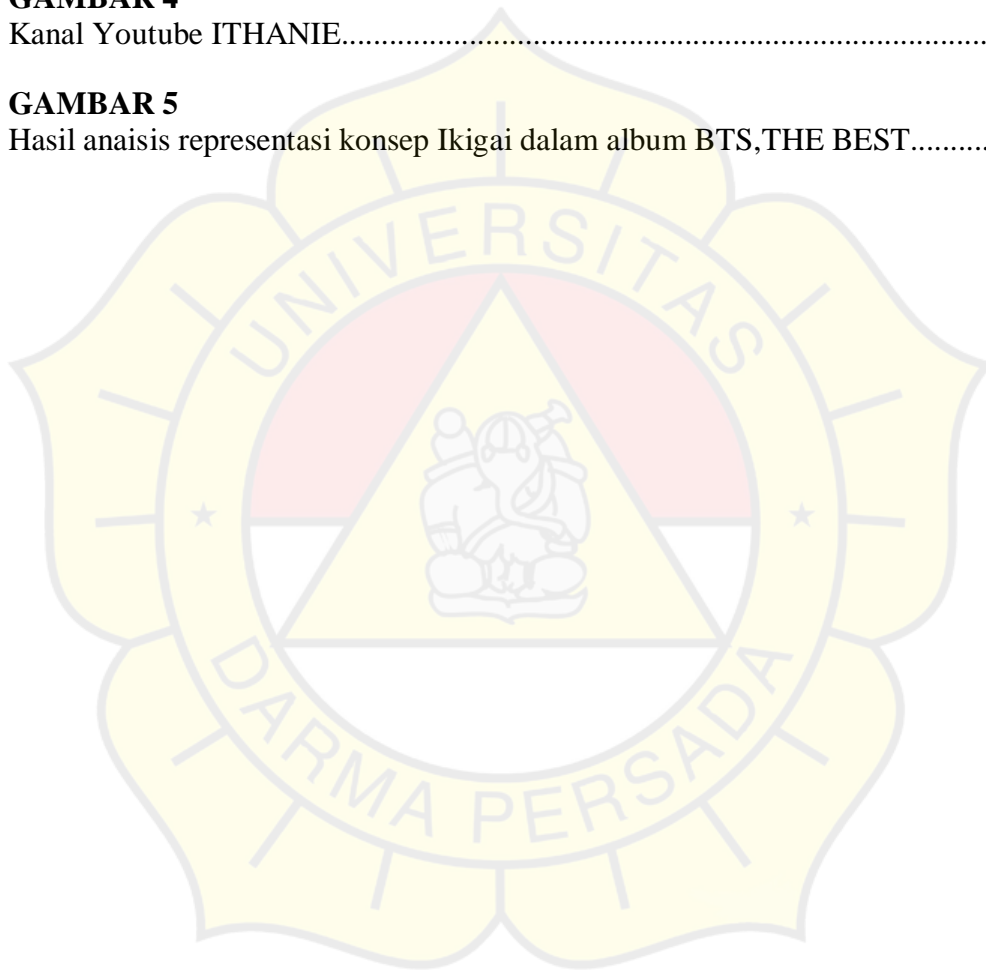 GAMBAR 4
Kanal Youtube ITHANIE.....................................................................
GAMBAR 5
Hasil anaisis representasi konsep Ikigai dalam album BTS,THE BEST..........
UNIVERSITAS
DARMA PERSADA